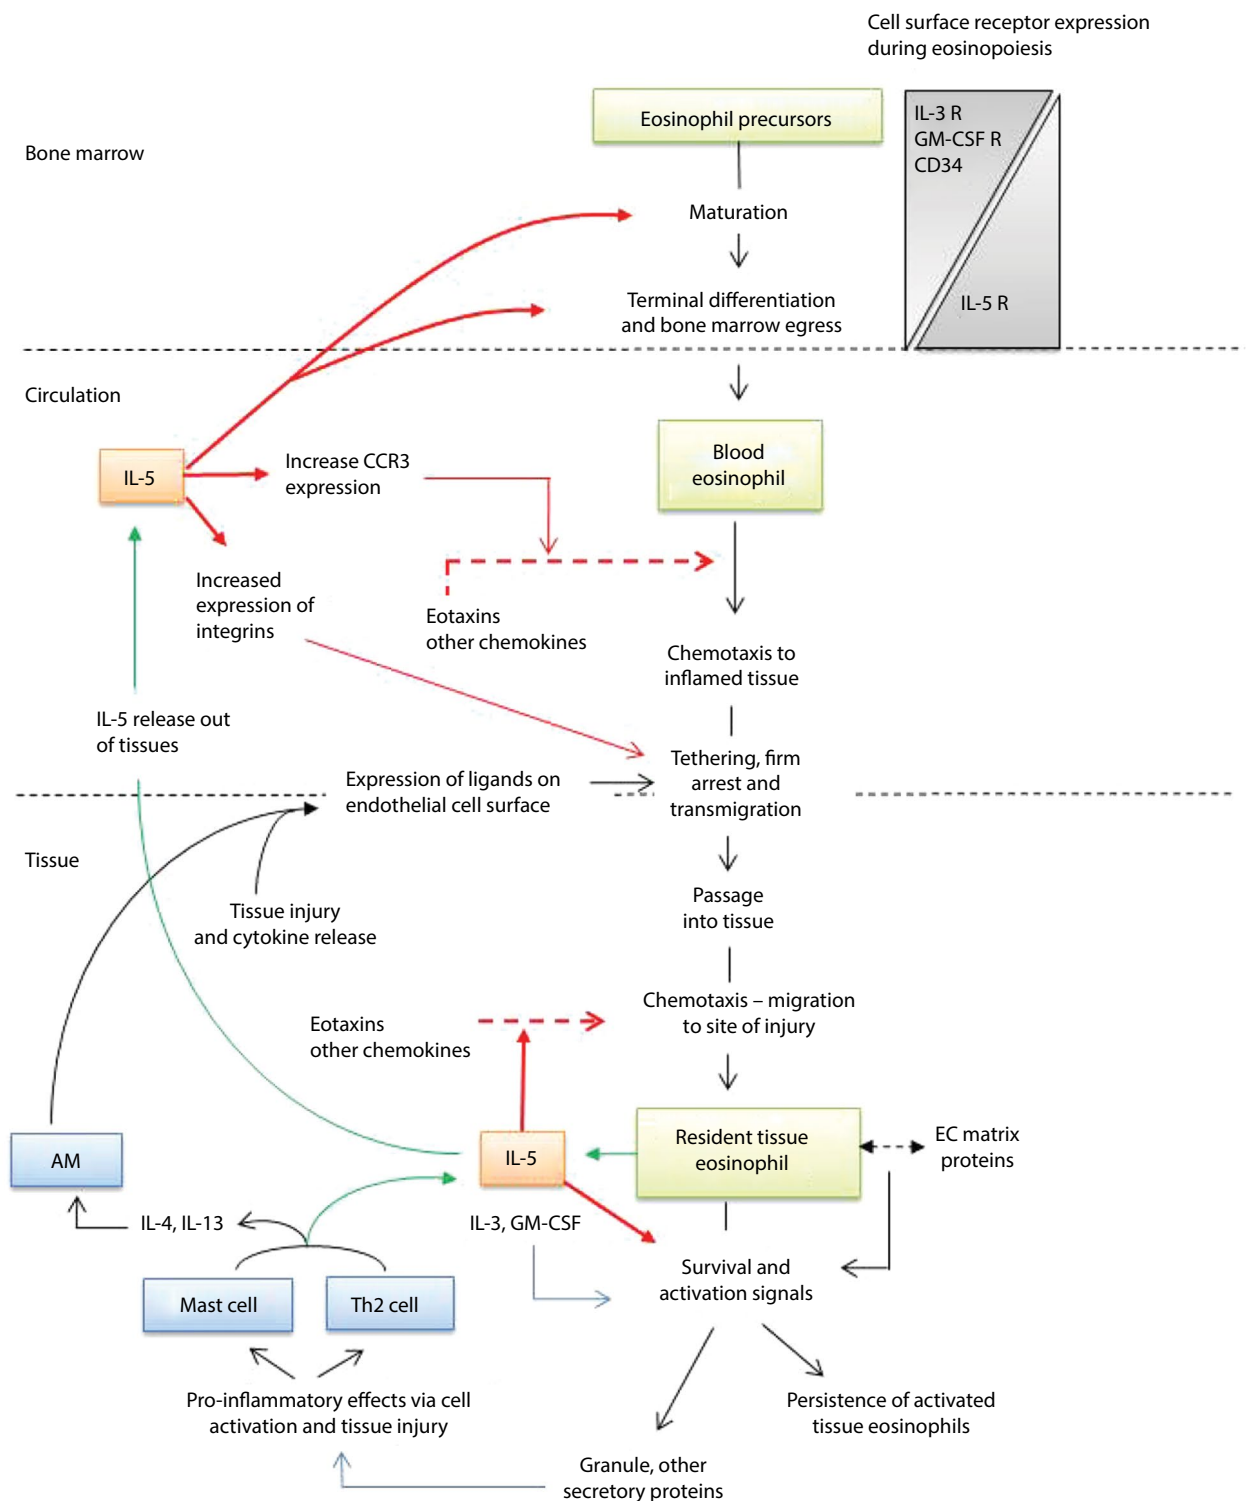 Cell surface receptor expression
during eosinopoiesis
Eosinophil precursors
IL-3 R
GM-CSF R
CD34
Bone marrow
Maturation
Terminal differentiation
and bone marrow egress
IL-5 R
Circulation
IL-5
Increase CCR3
expression
Blood
eosinophil
Increased
expression of
integrins
Eotaxins
other chemokines
Chemotaxis to
inflamed tissue
IL-5 release out
of tissues
Expression of ligands on
endothelial cell surface
Tethering, firm
arrest and
transmigration
Tissue
Tissue injury
and cytokine release
Passage
into tissue
Eotaxins
other chemokines
Chemotaxis – migration
to site of injury
AM
IL-5
Resident tissue
eosinophil
EC matrix
proteins
IL-4, IL-13
IL-3, GM-CSF
Mast cell
Th2 cell
Survival and
activation signals
Pro-inflammatory effects via cell
activation and tissue injury
Persistence of activated
tissue eosinophils
Granule, other
secretory proteins